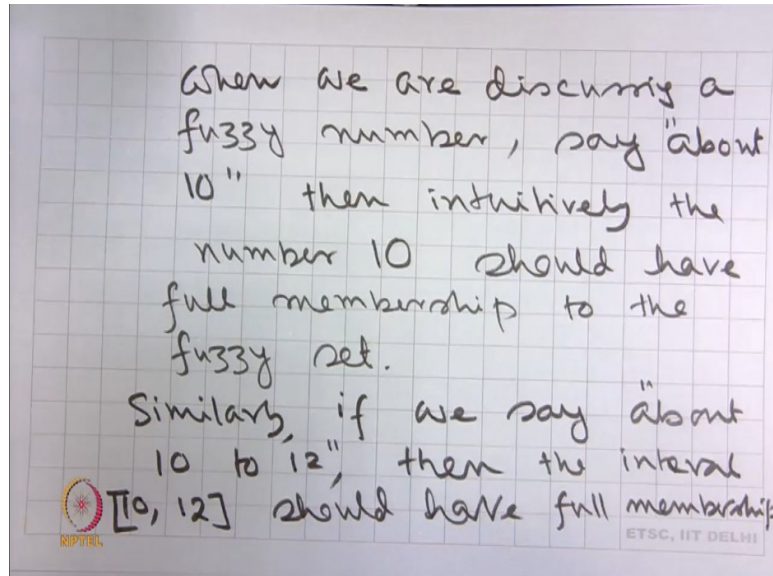 When we are discussing a
fuzzy number, say "about
10" then intuitively the
number 10 should have
full membership to the
fuzzy set.
Similarly, if we say "about
10 to 12", then the interval
[10, 12] should have full membership
NPTEL
ETSC, IIT DELHI